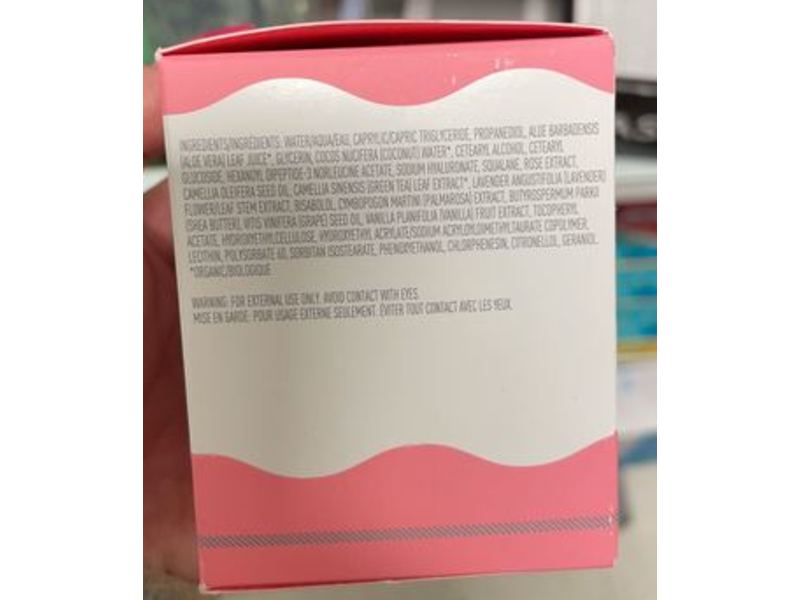 INGREDIENTS/INGRÉDIENTS: WATER/AQUA/EAU, CAPRYLIC/CAPRIC TRIGLYCERIDE, PROPANEDIOL, ALOE BARBADENSIS
(ALOE VERA) LEAF JUICE*, GLYCERIN, COCOS NUCIFERA (COCONUT) WATER*, CETEARYL ALCOHOL, CETEARYL
GLUCOSIDE, HEXANOYL DIPEPTIDE-3 NORLEUCINE ACETATE, SODIUM HYALURONATE, SQUALANE, ROSE EXTRACT,
CAMELLIA OLEIFERA SEED OIL, CAMELLIA SINENSIS (GREEN TEA) LEAF EXTRACT*, LAVENDER ANGUSTIFOLIA (LAVENDER)
FLOWER/LEAF STEM EXTRACT, BISABOLOL, CYMBOPOGON MARTINI (PALMAROSA) EXTRACT, BUTYROSPERMUM PARKII
(SHEA BUTTER), VITIS VINIFERA (GRAPE) SEED OIL, VANILLA PLANIFOLIA (VANILLA) FRUIT EXTRACT, TOCOPHERYL
ACETATE, HYDROXYETHYLCELLULOSE, HYDROXYETHYL ACRYLATE/SODIUM ACRYLOYLDIMETHYLTAURATE COPOLYMER,
LECITHIN, POLYSORBATE 60, SORBITAN ISOSTEARATE, PHENOXYETHANOL, CHLORPHENESIN, CITRONELLOL, GERANIOL.
*ORGANIC/BIOLOGIQUE
WARNING: FOR EXTERNAL USE ONLY. AVOID CONTACT WITH EYES.
MISE EN GARDE: POUR USAGE EXTERNE SEULEMENT. ÉVITER TOUT CONTACT AVEC LES YEUX.